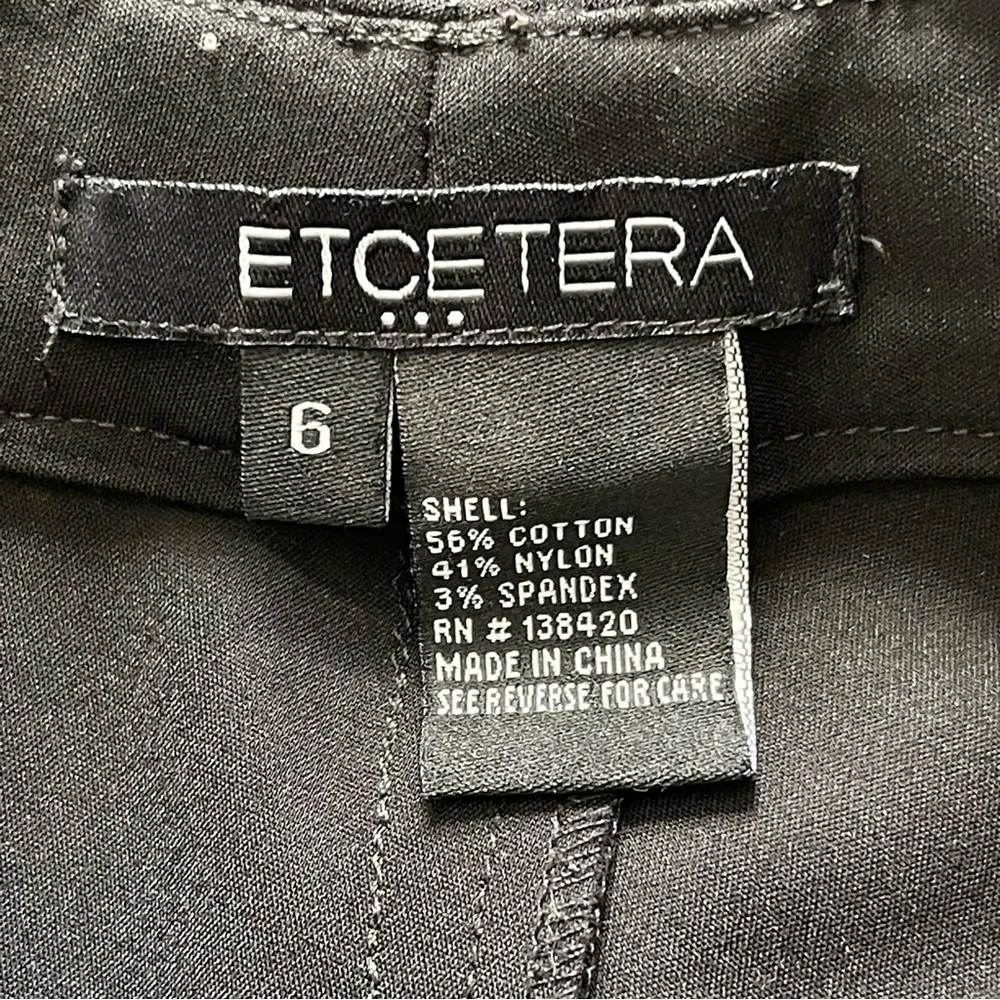 ETCETERA
6
SHELL:
56% COTTON
41% NYLON
3% SPANDEX
RN # 138420
MADE IN CHINA
SEE REVERSE FOR CARE